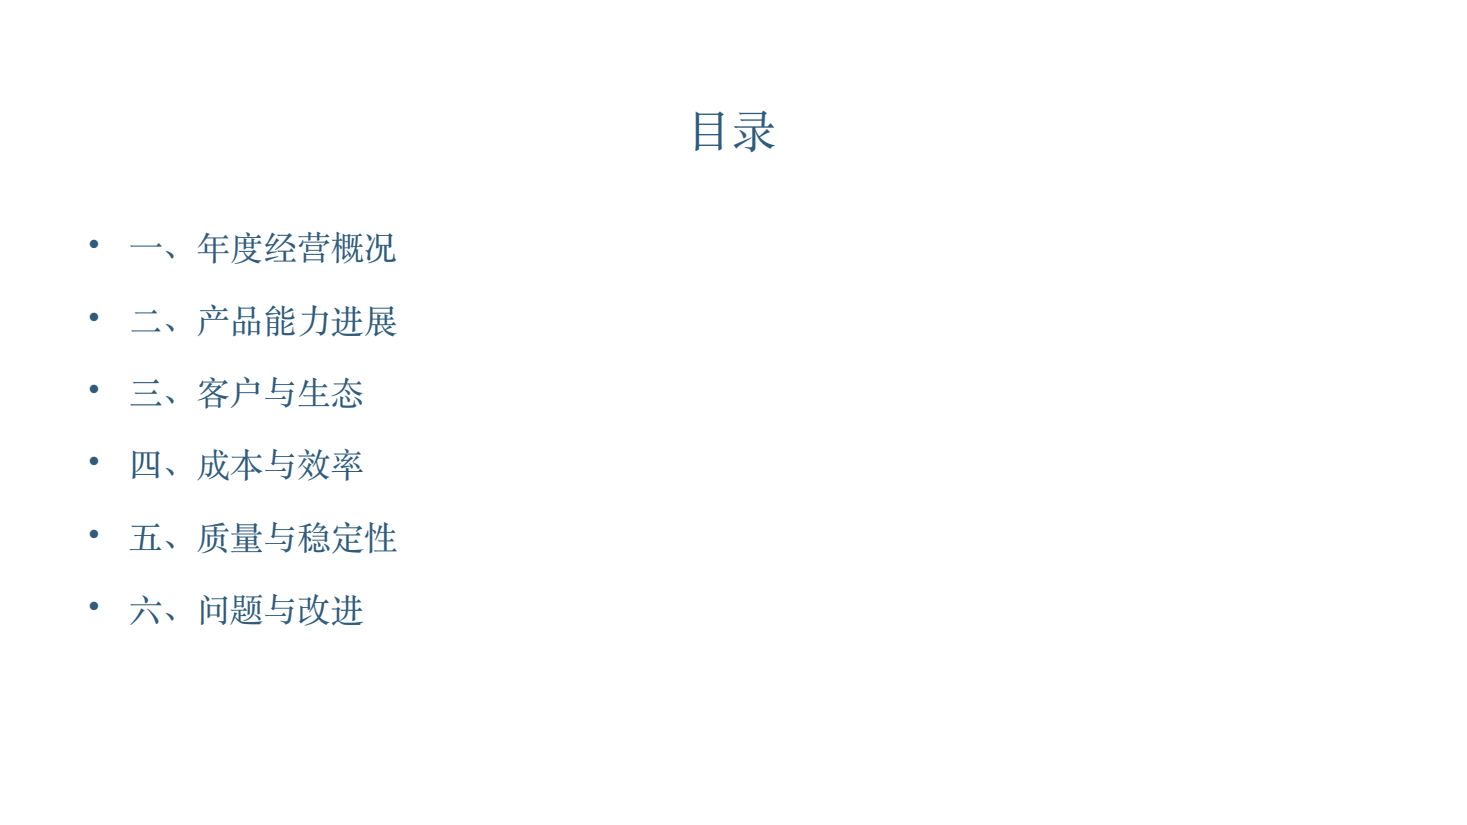 目录
• 一、年度经营概况
• 二、产品能力进展
• 三、客户与生态
• 四、成本与效率
• 五、质量与稳定性
• 六、问题与改进